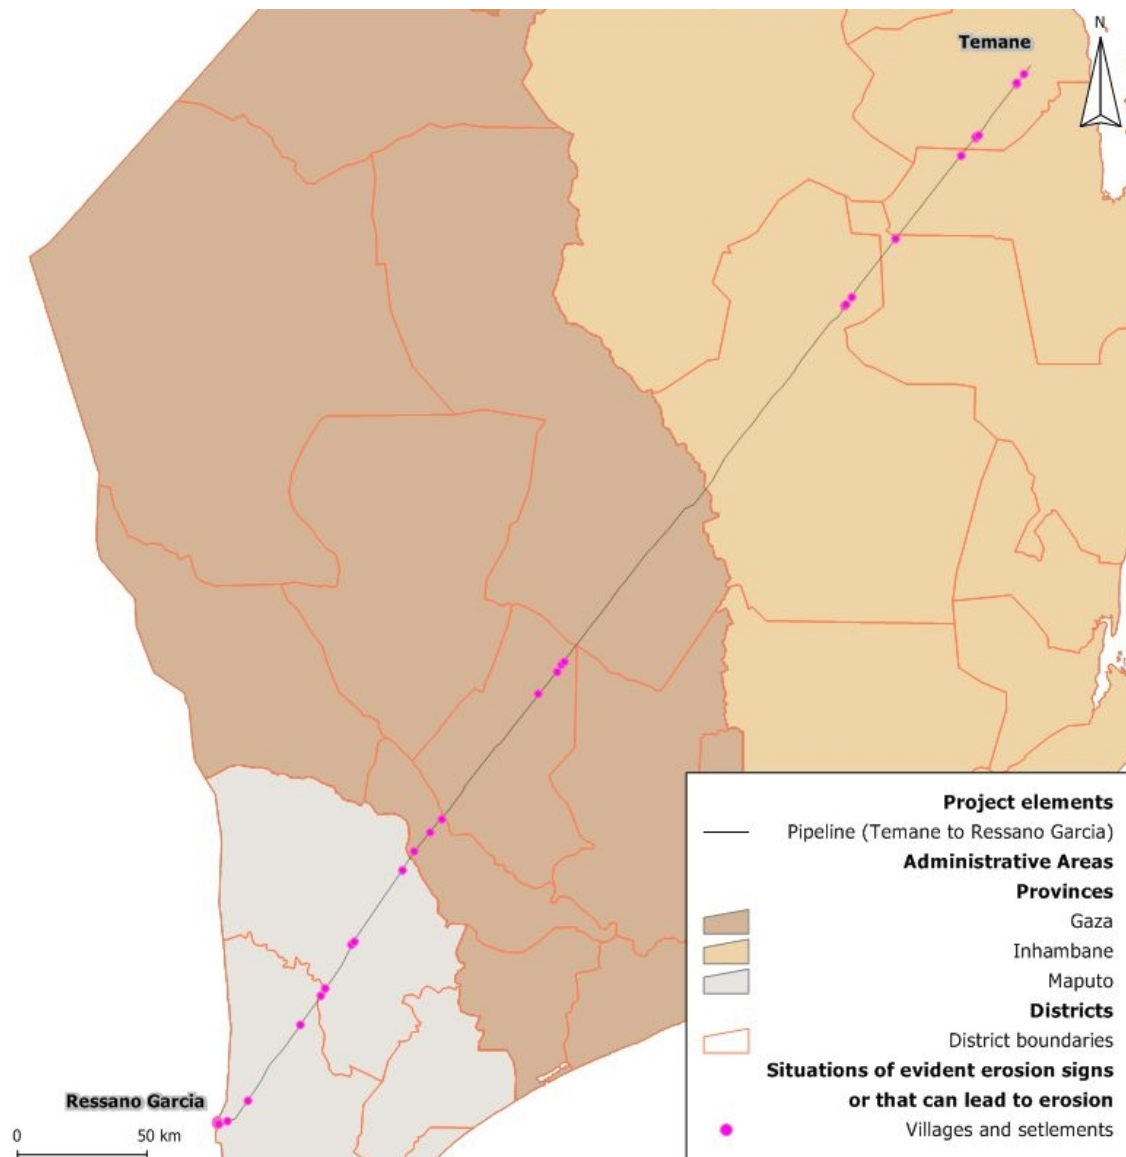 N
Temane
Project elements
Pipeline (Temane to Ressano Garcia)
Administrative Areas
Provinces
Gaza
Inhambane
Maputo
Districts
District boundaries
Situations of evident erosion signs
or that can lead to erosion
Villages and setlements
Ressano Garcia
0 50 km